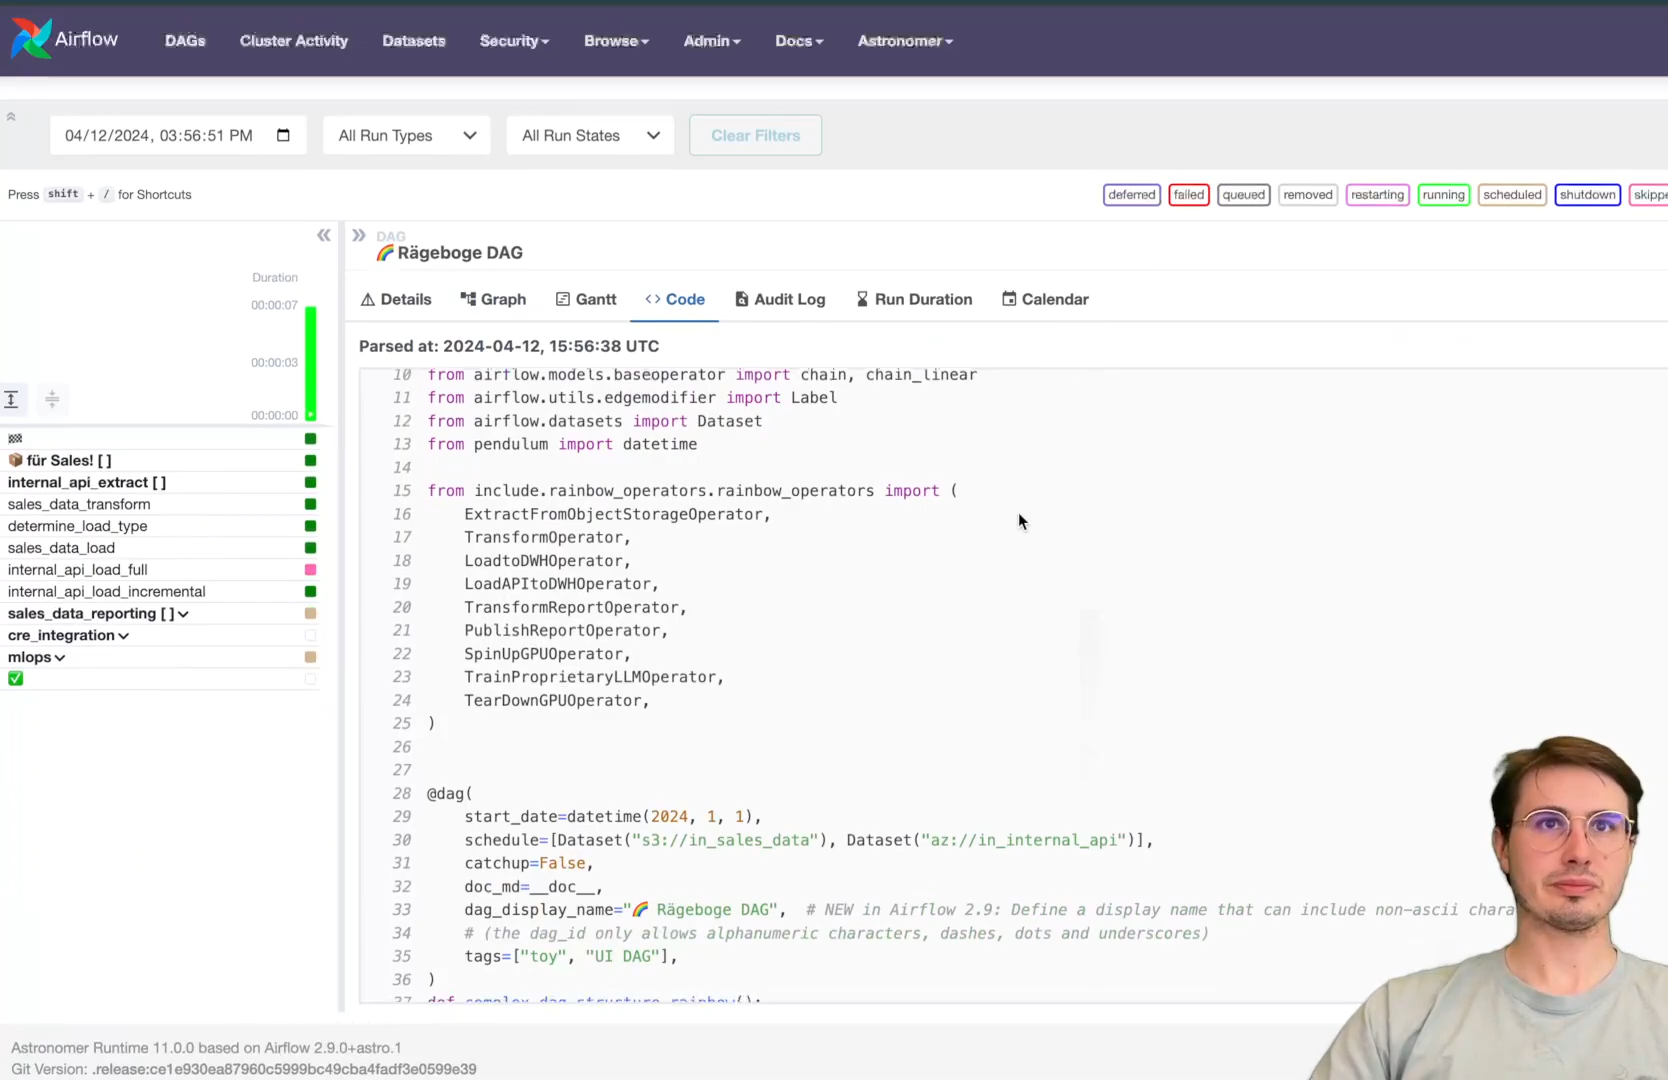 Airflow
DAGs
Cluster Activity
Datasets
Security
Browse
Admin
Docs
Astronomer
04/12/2024, 03:56:51 PM
All Run Types
All Run States
Clear Filters
Press shift + / for Shortcuts
deferred
failed
queued
removed
restarting
running
scheduled
shutdown
skippe
Duration
00:00:07
00:00:03
00:00:00
🏁
📦 für Sales! [ ]
internal_api_extract [ ]
sales_data_transform
determine_load_type
sales_data_load
internal_api_load_full
internal_api_load_incremental
sales_data_reporting [ ]
cre_integration
mlops
✅
DAG
🌈 Rägeboge DAG
Details
Graph
Gantt
<> Code
Audit Log
Run Duration
Calendar
Parsed at: 2024-04-12, 15:56:38 UTC
10 from airflow.models.baseoperator import chain, chain_linear
11 from airflow.utils.edgemodifier import Label
12 from airflow.datasets import Dataset
13 from pendulum import datetime
14
15 from include.rainbow_operators.rainbow_operators import (
16 ExtractFromObjectStorageOperator,
17 TransformOperator,
18 LoadtoDWHOperator,
19 LoadAPItoDWHOperator,
20 TransformReportOperator,
21 PublishReportOperator,
22 SpinUpGPUOperator,
23 TrainProprietaryLLMOperator,
24 TearDownGPUOperator,
25 )
26
27
28 @dag(
29 start_date=datetime(2024, 1, 1),
30 schedule=[Dataset("s3://in_sales_data"), Dataset("az://in_internal_api")],
31 catchup=False,
32 doc_md=__doc__,
33 dag_display_name="🌈 Rägeboge DAG", # NEW in Airflow 2.9: Define a display name that can include non-ascii chara
34 # (the dag_id only allows alphanumeric characters, dashes, dots and underscores)
35 tags=["toy", "UI DAG"],
36 )
37 def complex_dag_structure_rainbow():
Astronomer Runtime 11.0.0 based on Airflow 2.9.0+astro.1
Git Version: .release:ce1e930ea87960c5999bc49cba4fadf3e0599e39